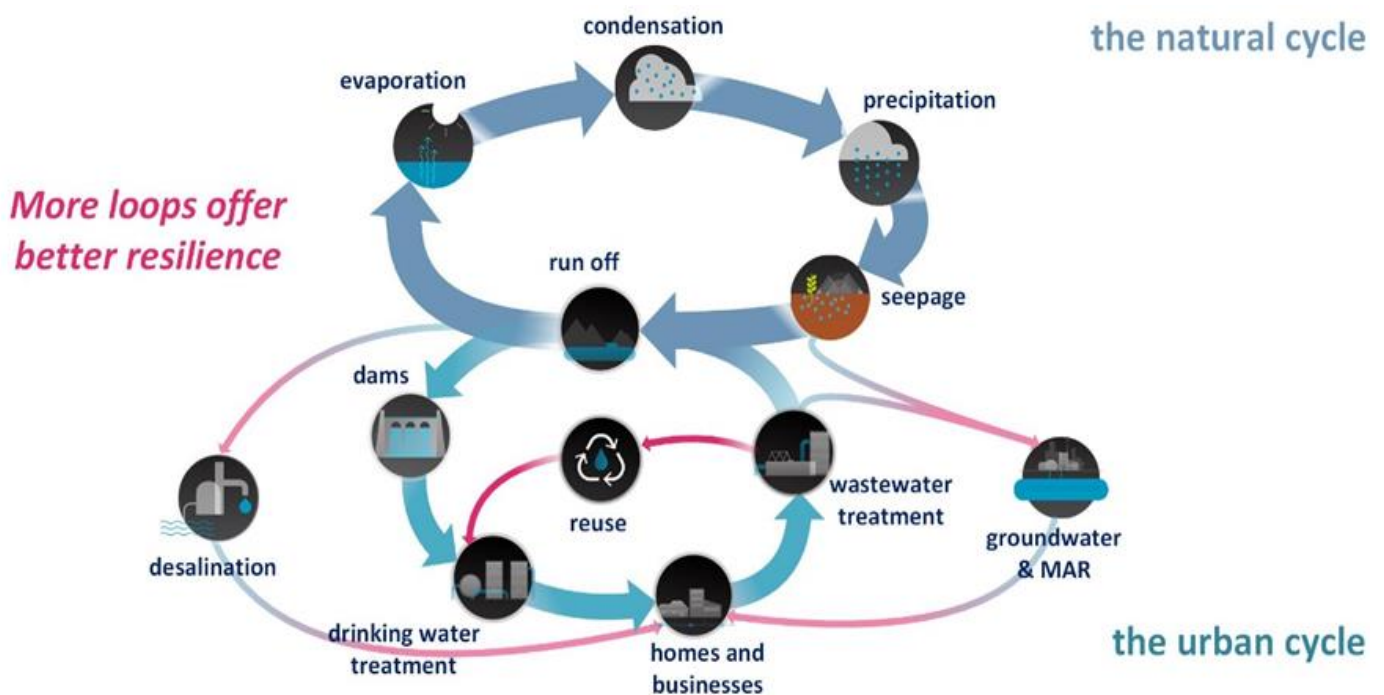 condensation
the natural cycle
evaporation
precipitation
More loops offer
better resilience
run off
seepage
dams
wastewater
treatment
reuse
groundwater
& MAR
desalination
drinking water
treatment
homes and
businesses
the urban cycle